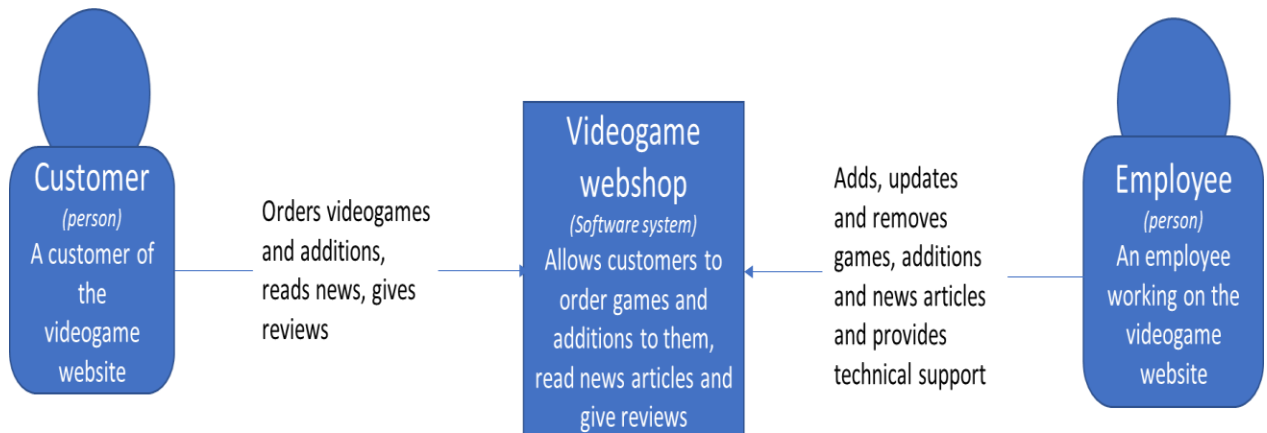 Customer
(person)
A customer of
the
videogame
website
Orders videogames
and additions,
reads news, gives
reviews
Videogame
webshop
(Software system)
Allows customers to
order games and
additions to them,
read news articles and
give reviews
Adds, updates
and removes
games, additions
and news articles
and provides
technical support
Employee
(person)
An employee
working on the
videogame
website